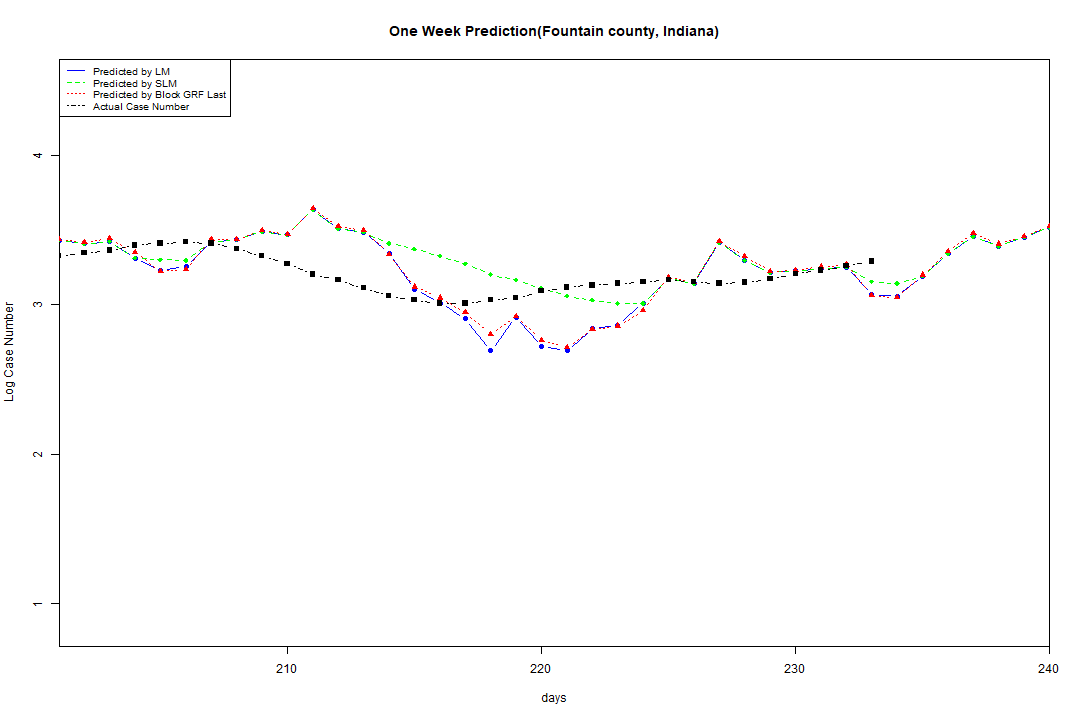 One Week Prediction(Fountain county, Indiana)
Predicted by LM
Predicted by SLM
Predicted by Block GRF Last
Actual Case Number
4
3
2
1
Log Case Number
210
220
230
240
days